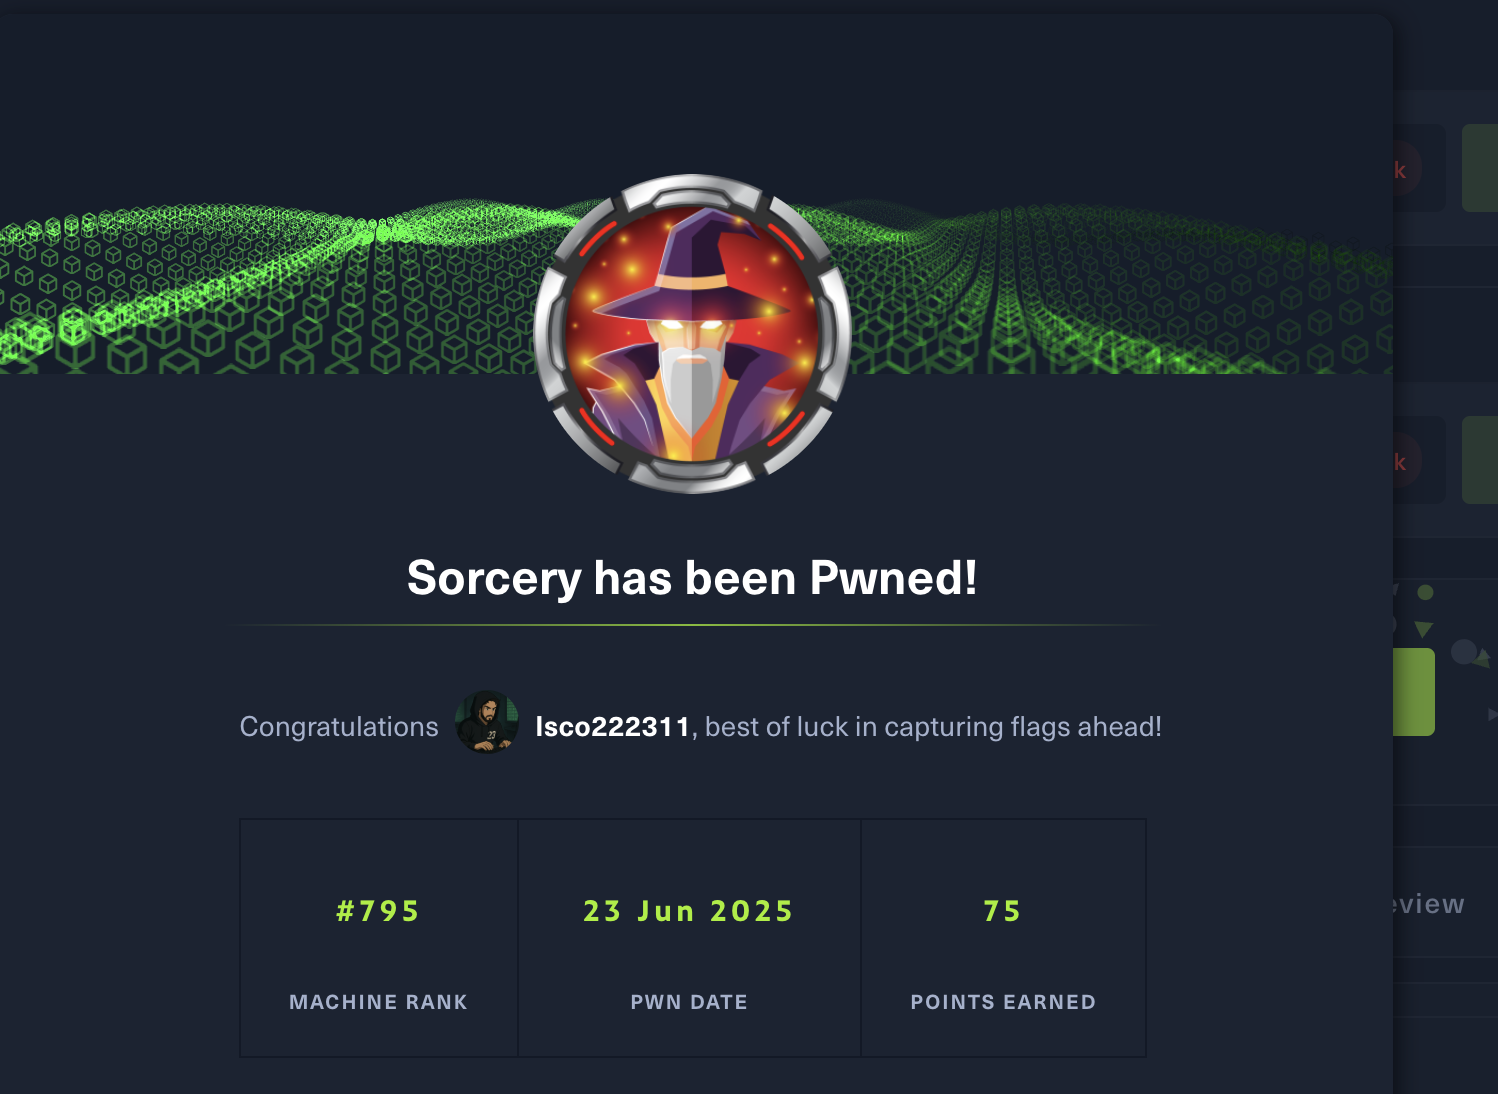 Sorcery has been Pwned!
Congratulations lsco222311, best of luck in capturing flags ahead!
#795
MACHINE RANK
23 Jun 2025
PWN DATE
75
POINTS EARNED
k
k
eview
23